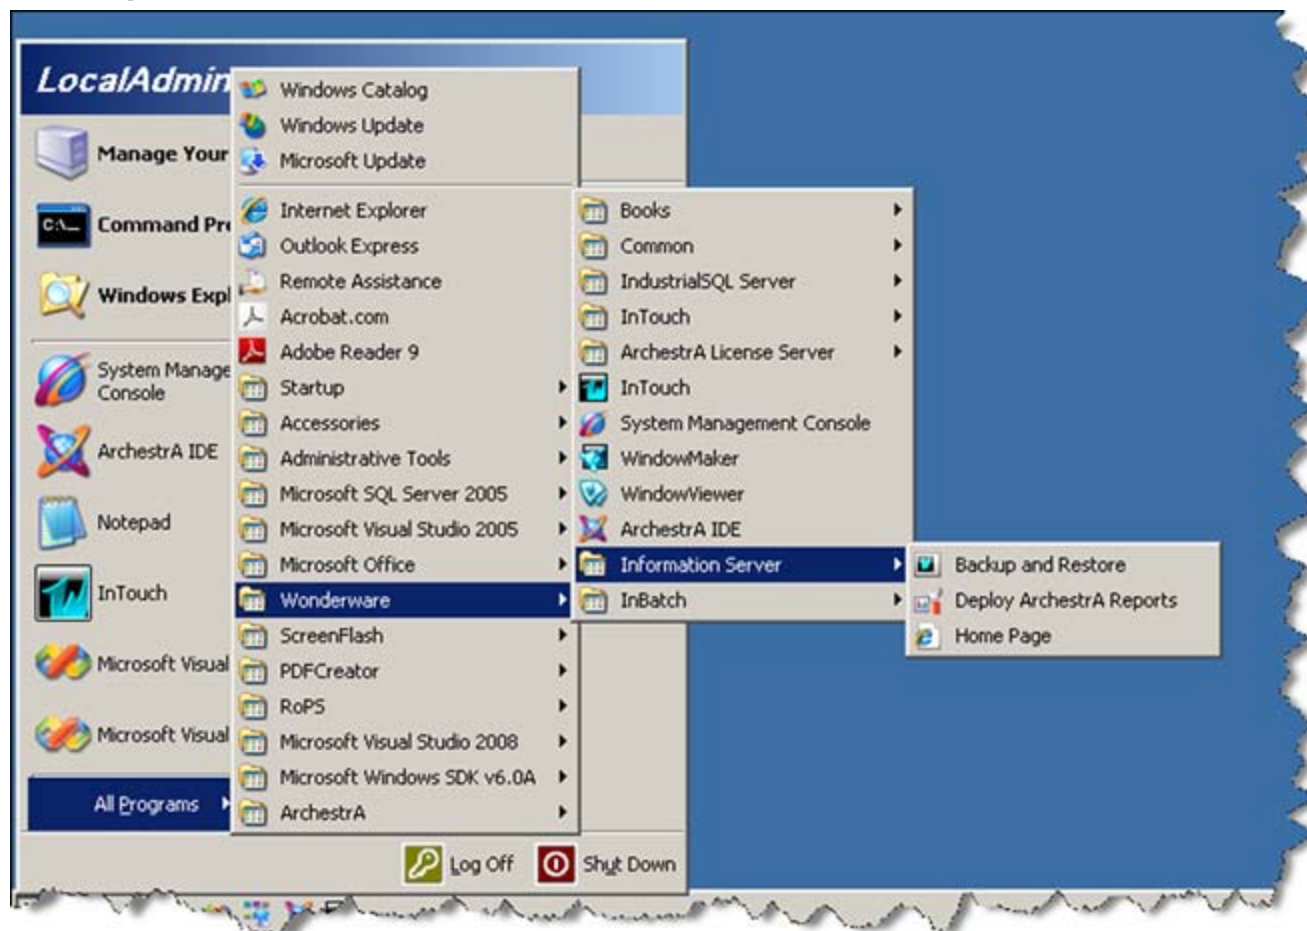 LocalAdmin
Manage Your
Command Pro
Windows Expl
System Manage
Console
ArchestrA IDE
Notepad
InTouch
Microsoft Visual
Microsoft Visual
All Programs
Windows Catalog
Windows Update
Microsoft Update
Internet Explorer
Outlook Express
Remote Assistance
Acrobat.com
Adobe Reader 9
Startup
Accessories
Administrative Tools
Microsoft SQL Server 2005
Microsoft Visual Studio 2005
Microsoft Office
Wonderware
ScreenFlash
PDFCreator
RoPS
Microsoft Visual Studio 2008
Microsoft Windows SDK v6.0A
ArchestrA
Books
Common
IndustrialSQL Server
InTouch
ArchestrA License Server
InTouch
System Management Console
WindowMaker
WindowViewer
ArchestrA IDE
Information Server
InBatch
Backup and Restore
Deploy ArchestrA Reports
Home Page
Log Off
Shut Down